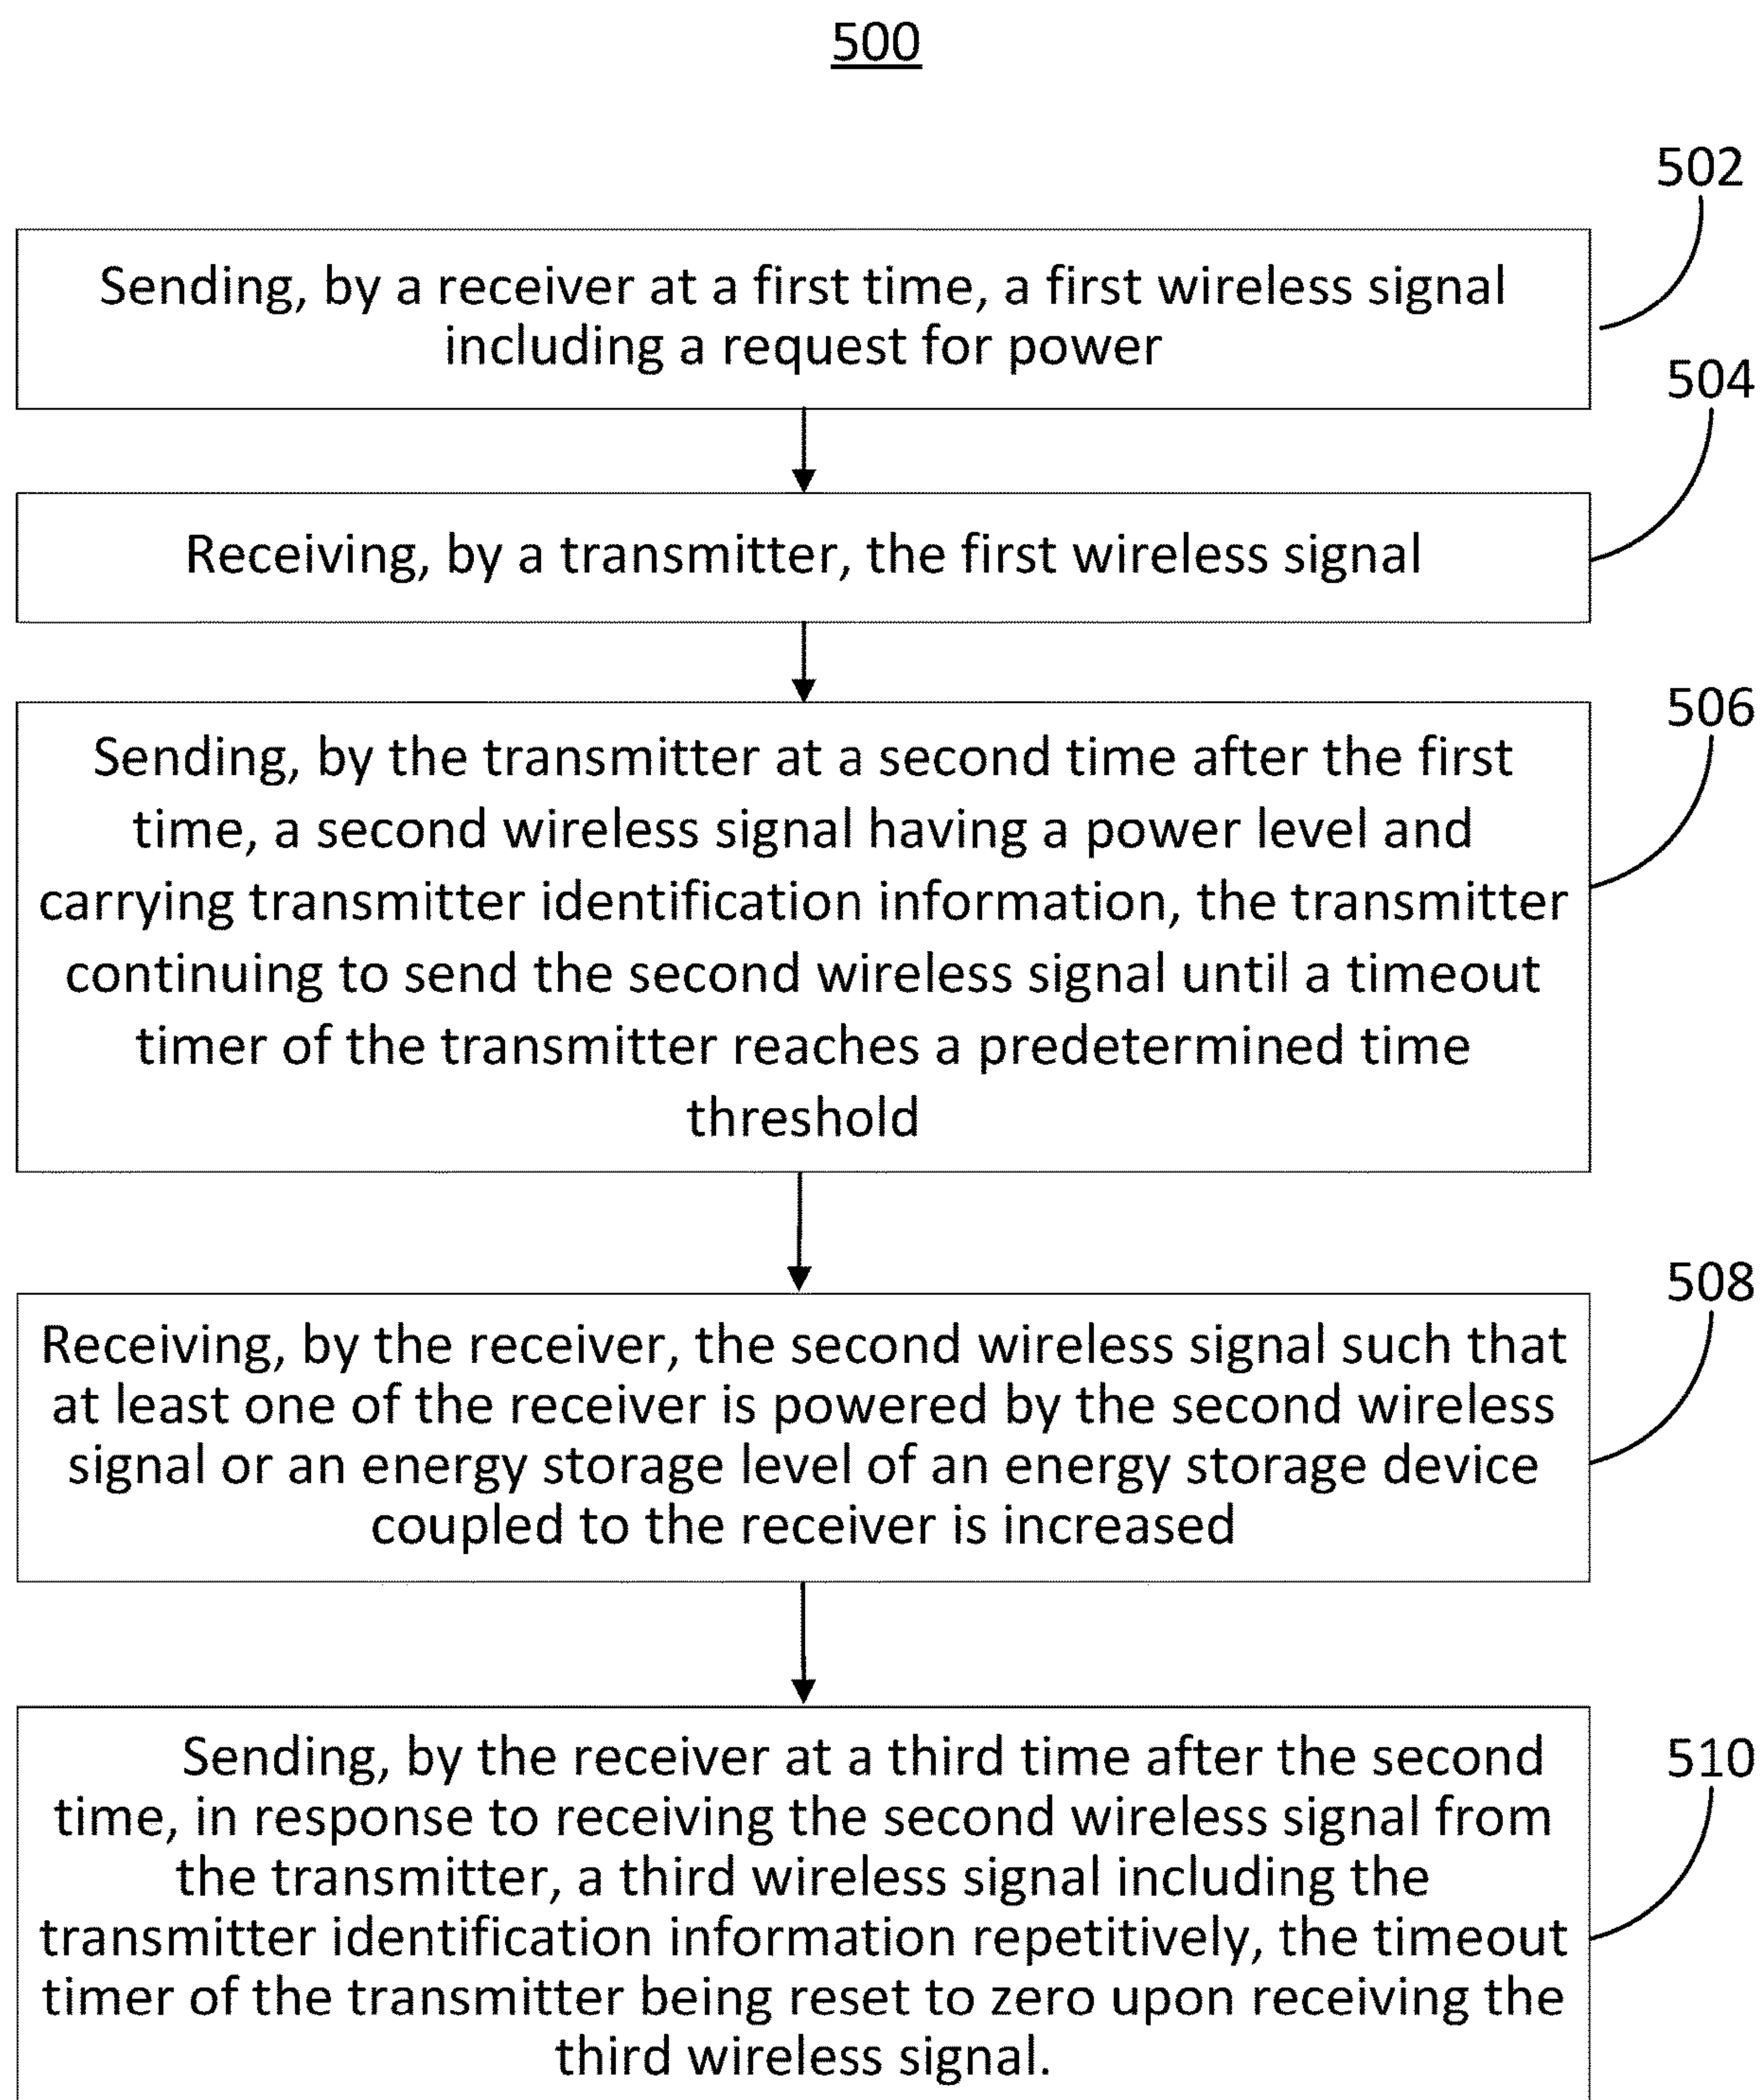 500
502
Sending, by a receiver at a first time, a first wireless signal
including a request for power
504
Receiving, by a transmitter, the first wireless signal
506
Sending, by the transmitter at a second time after the first
time, a second wireless signal having a power level and
carrying transmitter identification information, the transmitter
continuing to send the second wireless signal until a timeout
timer of the transmitter reaches a predetermined time
threshold
508
Receiving, by the receiver, the second wireless signal such that
at least one of the receiver is powered by the second wireless
signal or an energy storage level of an energy storage device
coupled to the receiver is increased
510
Sending, by the receiver at a third time after the second
time, in response to receiving the second wireless signal from
the transmitter, a third wireless signal including the
transmitter identification information repetitively, the timeout
timer of the transmitter being reset to zero upon receiving the
third wireless signal.